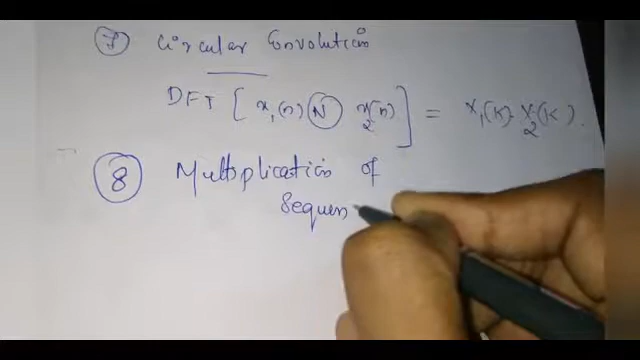 7 Circular Convolution
DFT [ x₁(n) Ⓝ x₂(n) ] = X₁(K) · X₂(K).
8 Multiplication of
Sequen